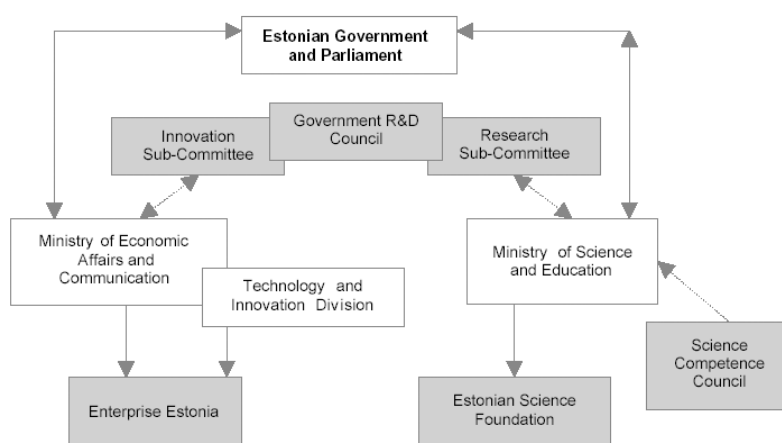 Estonian Government
and Parliament
Innovation
Sub-Committee
Government R&D
Council
Research
Sub-Committee
Ministry of Economic
Affairs and
Communication
Technology and
Innovation Division
Ministry of Science
and Education
Science
Competence
Council
Enterprise Estonia
Estonian Science
Foundation